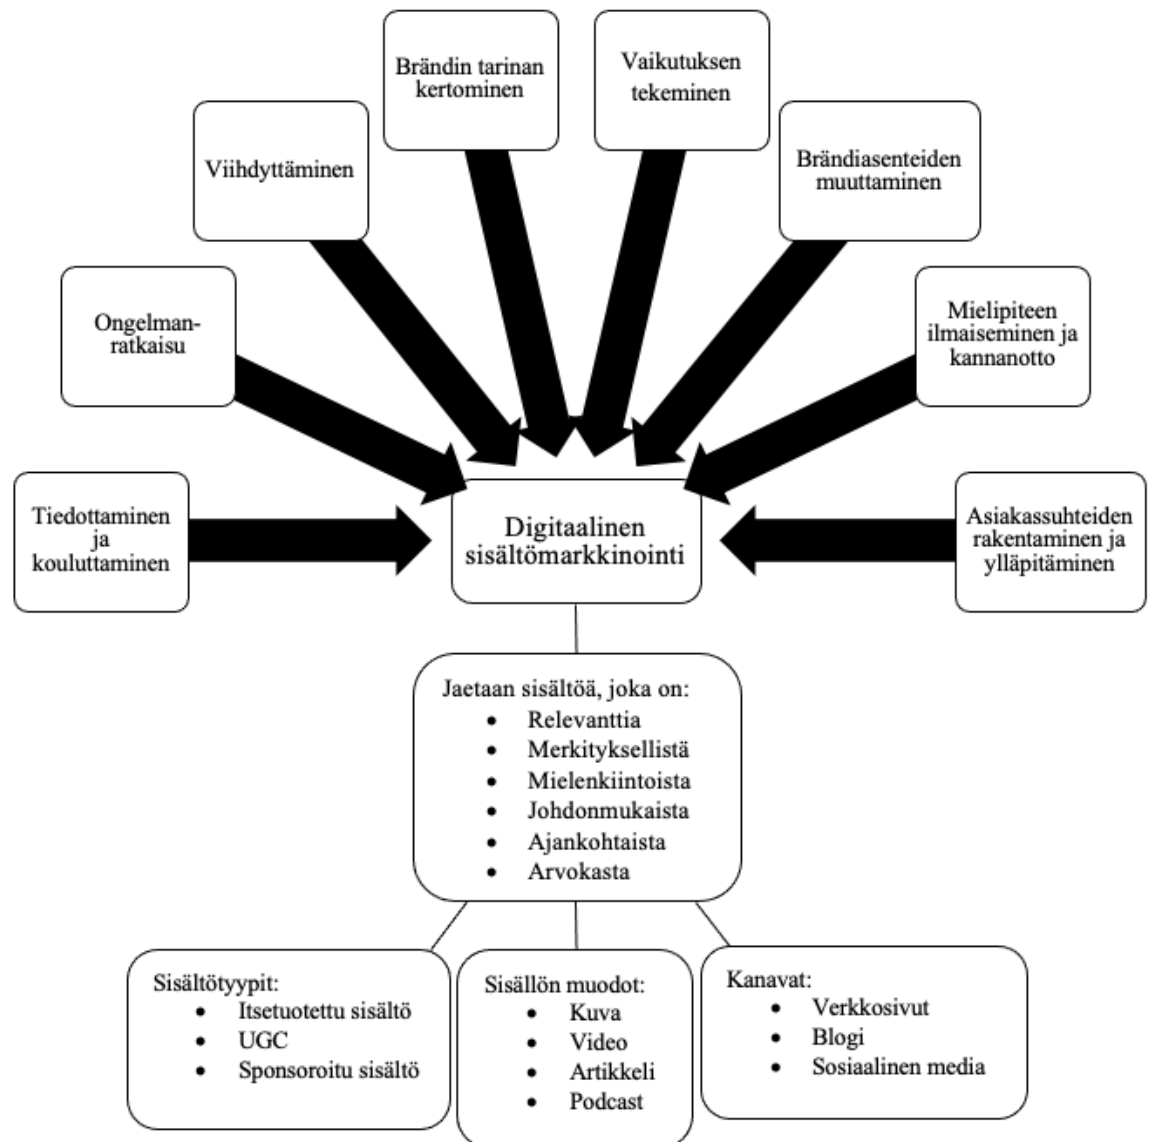 Brändin tarinan
kertominen
Vaikutuksen
tekeminen
Viihdyttäminen
Brändiasenteiden
muuttaminen
Ongelman-
ratkaisu
Mielipiteen
ilmaiseminen ja
kannanotto
Tiedottaminen
ja
kouluttaminen
Digitaalinen
sisältömarkkinointi
Asiakassuhteiden
rakentaminen ja
ylläpitäminen
Jaetaan sisältöä, joka on:
• Relevanttia
• Merkityksellistä
• Mielenkiintoista
• Johdonmukaista
• Ajankohtaista
• Arvokasta
Sisältötyypit:
• Itsetuotettu sisältö
• UGC
• Sponsoroitu sisältö
Sisällön muodot:
• Kuva
• Video
• Artikkeli
• Podcast
Kanavat:
• Verkkosivut
• Blogi
• Sosiaalinen media